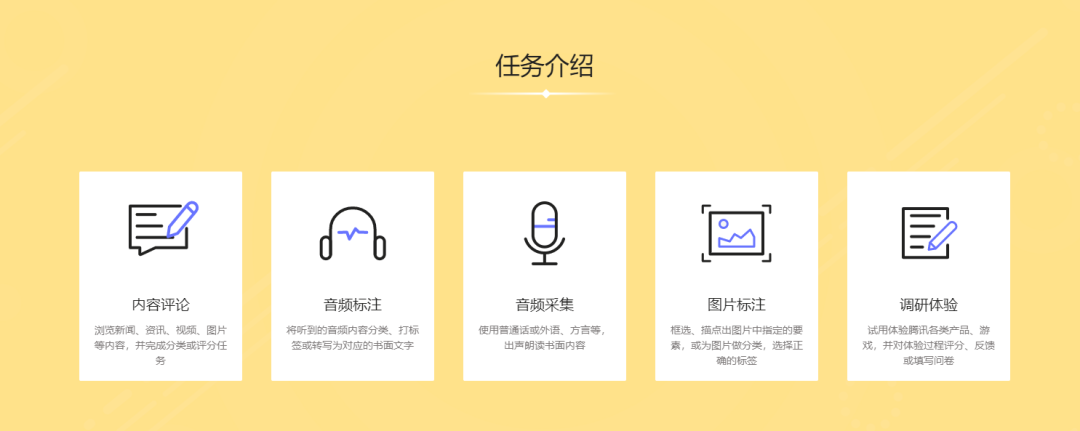 任务介绍
内容评论
浏览新闻、资讯、视频、图片
等内容，并完成分类或评分任
务
音频标注
将听到的音频内容分类、打标
签或转写为对应的书面文字
音频采集
使用普通话或外语、方言等，
出声朗读书面内容
图片标注
框选、描点出图片中指定的要
素，或为图片做分类，选择正
确的标签
调研体验
试用体验腾讯各类产品、游
戏，并对体验过程评分、反馈
或填写问卷